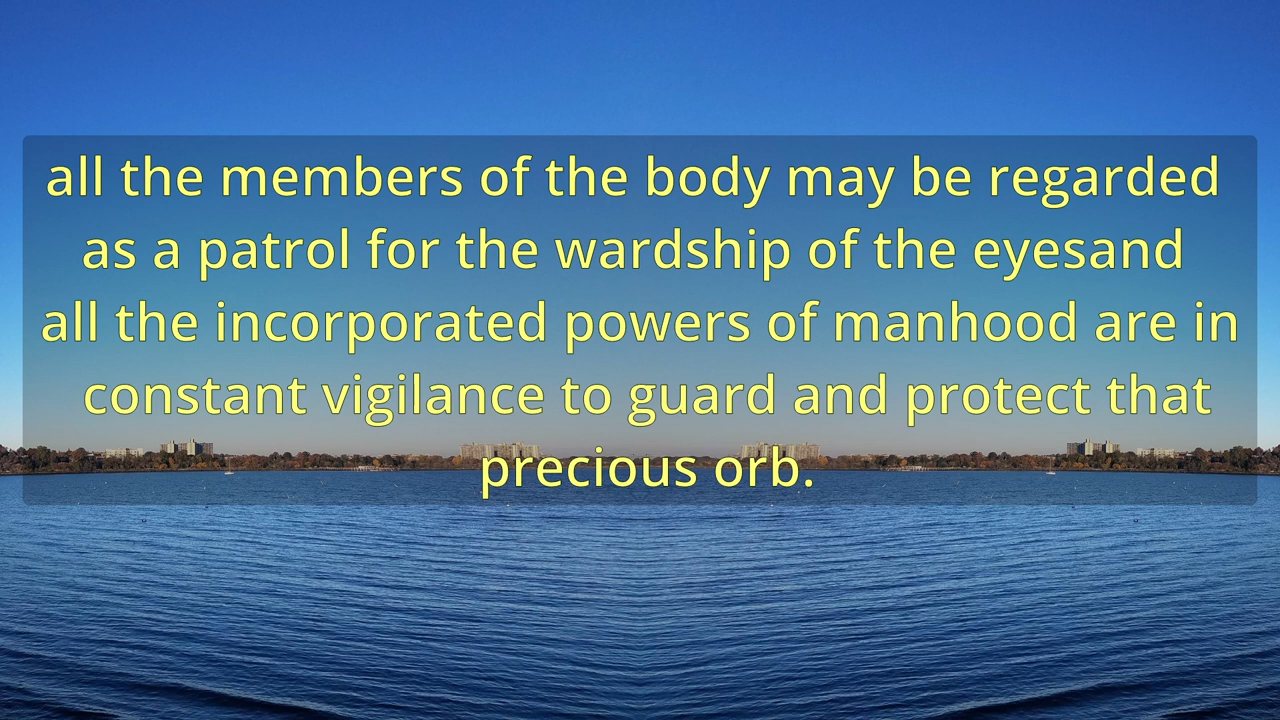 all the members of the body may be regarded
as a patrol for the wardship of the eyesand
all the incorporated powers of manhood are in
constant vigilance to guard and protect that
precious orb.